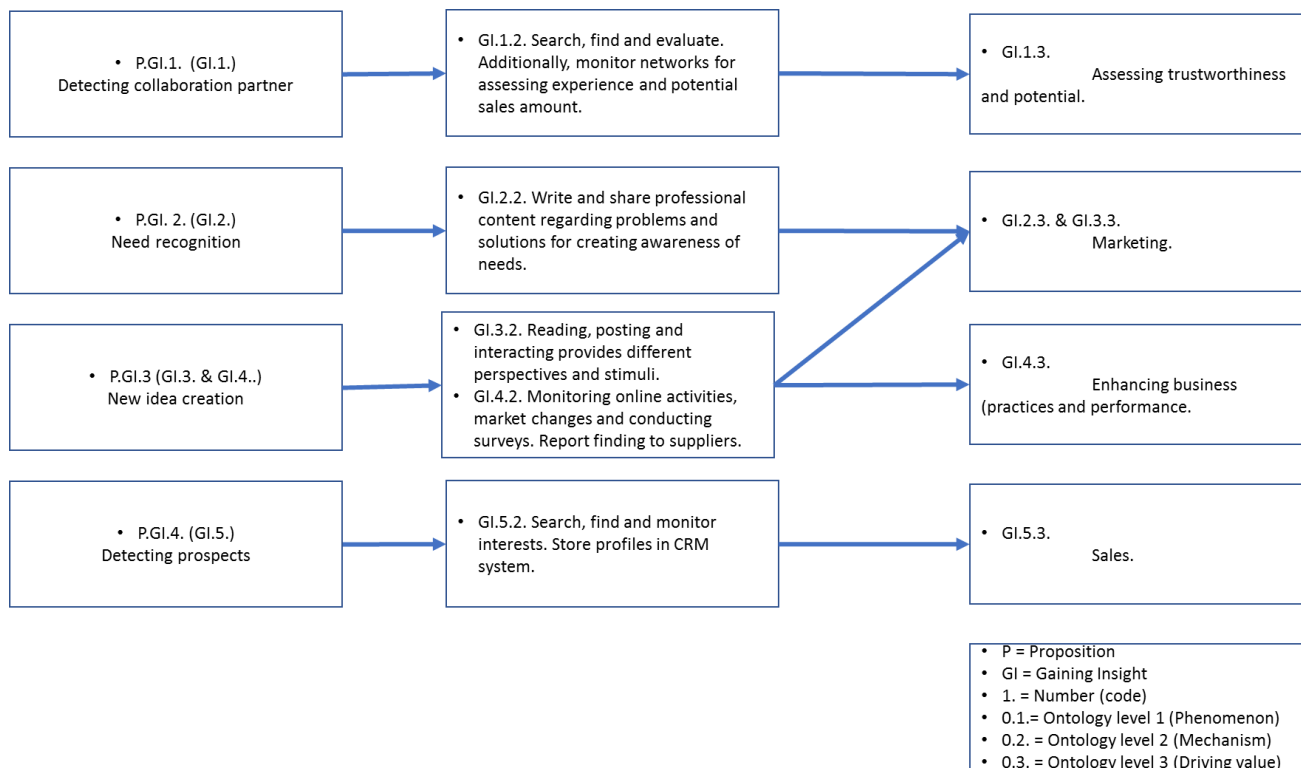 • P.GI.1. (GI.1.)
Detecting collaboration partner
• GI.1.2. Search, find and evaluate.
Additionally, monitor networks for
assessing experience and potential
sales amount.
• GI.1.3.
Assessing trustworthiness
and potential.
• P.GI. 2. (GI.2.)
Need recognition
• GI.2.2. Write and share professional
content regarding problems and
solutions for creating awareness of
needs.
• GI.2.3. & GI.3.3.
Marketing.
• P.GI.3 (GI.3. & GI.4..)
New idea creation
• GI.3.2. Reading, posting and
interacting provides different
perspectives and stimuli.
• GI.4.2. Monitoring online activities,
market changes and conducting
surveys. Report finding to suppliers.
• GI.4.3.
Enhancing business
(practices and performance.
• P.GI.4. (GI.5.)
Detecting prospects
• GI.5.2. Search, find and monitor
interests. Store profiles in CRM
system.
• GI.5.3.
Sales.
• P = Proposition
• GI = Gaining Insight
• 1. = Number (code)
• 0.1.= Ontology level 1 (Phenomenon)
• 0.2. = Ontology level 2 (Mechanism)
• 0.3. = Ontology level 3 (Driving value)